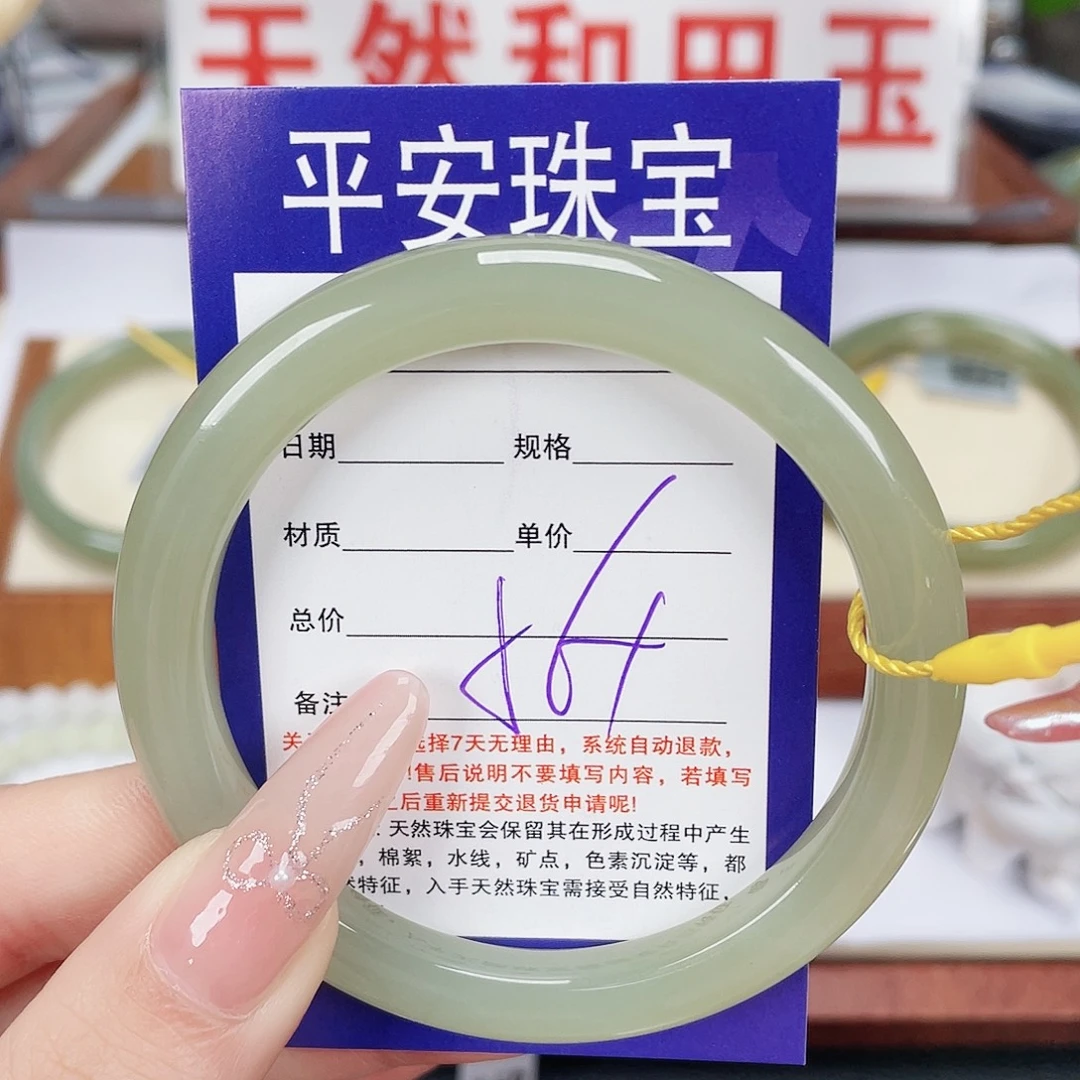 天然和田玉
平安珠宝
日期 规格
材质 单价
总价
备注
关 选择7天无理由，系统自动退款，
!售后说明不要填写内容，若填写
后重新提交退货申请呢!
. 天然珠宝会保留其在形成过程中产生
，棉絮，水线，矿点，色素沉淀等，都
然特征，入手天然珠宝需接受自然特征，